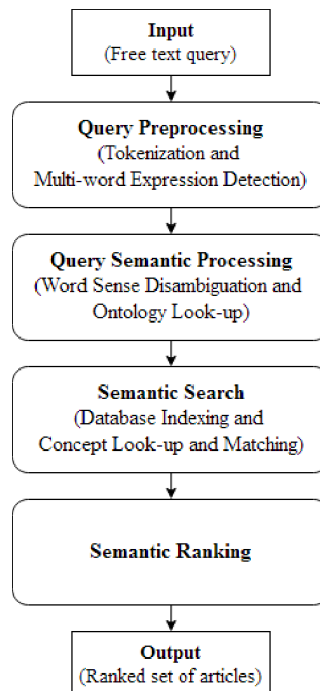 Input
(Free text query)
Query Preprocessing
(Tokenization and
Multi-word Expression Detection)
Query Semantic Processing
(Word Sense Disambiguation and
Ontology Look-up)
Semantic Search
(Database Indexing and
Concept Look-up and Matching)
Semantic Ranking
Output
(Ranked set of articles)